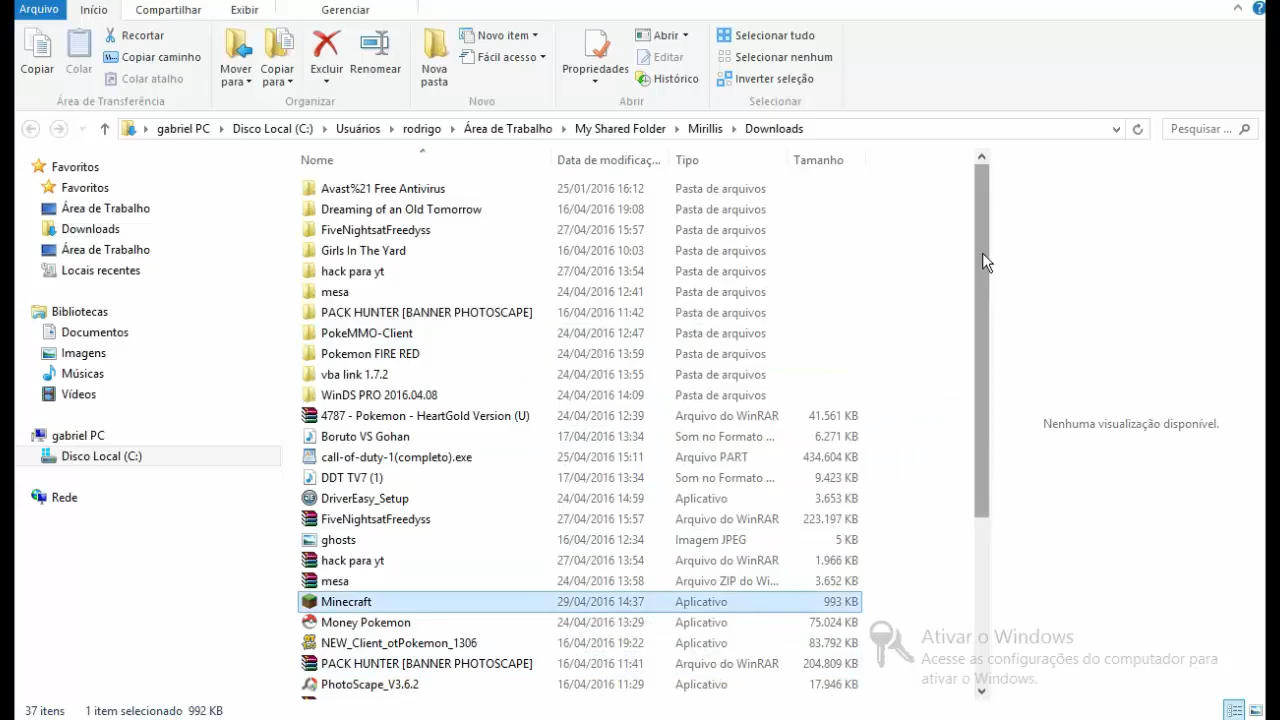 Arquivo Início Compartilhar Exibir Gerenciar
Copiar Colar Recortar
Copiar caminho
Colar atalho
Área de Transferência
Mover para Copiar para Excluir Renomear
Organizar
Nova pasta Novo item
Fácil acesso
Novo
Propriedades Abrir
Editar
Histórico
Abrir
Selecionar tudo
Selecionar nenhum
Inverter seleção
Selecionar
gabriel PC Disco Local (C:) Usuários rodrigo Área de Trabalho My Shared Folder Mirillis Downloads Pesquisar ...
Favoritos
Favoritos
Área de Trabalho
Downloads
Área de Trabalho
Locais recentes
Bibliotecas
Documentos
Imagens
Músicas
Vídeos
gabriel PC
Disco Local (C:)
Rede
Nome Data de modificaç... Tipo Tamanho
Avast%21 Free Antivirus 25/01/2016 16:12 Pasta de arquivos
Dreaming of an Old Tomorrow 16/04/2016 19:08 Pasta de arquivos
FiveNightsatFreedyss 27/04/2016 15:57 Pasta de arquivos
Girls In The Yard 16/04/2016 10:03 Pasta de arquivos
hack para yt 27/04/2016 13:54 Pasta de arquivos
mesa 24/04/2016 12:41 Pasta de arquivos
PACK HUNTER [BANNER PHOTOSCAPE] 16/04/2016 11:42 Pasta de arquivos
PokeMMO-Client 24/04/2016 12:47 Pasta de arquivos
Pokemon FIRE RED 24/04/2016 13:59 Pasta de arquivos
vba link 1.7.2 24/04/2016 13:55 Pasta de arquivos
WinDS PRO 2016.04.08 24/04/2016 14:09 Pasta de arquivos
4787 - Pokemon - HeartGold Version (U) 24/04/2016 12:39 Arquivo do WinRAR 41.561 KB
Boruto VS Gohan 17/04/2016 13:34 Som no Formato ... 6.271 KB
call-of-duty-1(completo).exe 25/04/2016 15:11 Arquivo PART 434.604 KB
DDT TV7 (1) 17/04/2016 13:34 Som no Formato ... 9.423 KB
DriverEasy_Setup 24/04/2016 14:59 Aplicativo 3.653 KB
FiveNightsatFreedyss 27/04/2016 15:57 Arquivo do WinRAR 223.197 KB
ghosts 16/04/2016 12:34 Imagem JPEG 5 KB
hack para yt 27/04/2016 13:54 Arquivo do WinRAR 1.966 KB
mesa 24/04/2016 13:58 Arquivo ZIP do Wi... 3.652 KB
Minecraft 29/04/2016 14:37 Aplicativo 993 KB
Money Pokemon 24/04/2016 13:29 Aplicativo 75.024 KB
NEW_Client_otPokemon_1306 16/04/2016 19:22 Aplicativo 83.792 KB
PACK HUNTER [BANNER PHOTOSCAPE] 16/04/2016 11:41 Arquivo do WinRAR 204.809 KB
PhotoScape_V3.6.2 16/04/2016 11:29 Aplicativo 17.946 KB
Nenhuma visualização disponível.
Ativar o Windows
Acesse as configurações do computador para
ativar o Windows.
37 itens 1 item selecionado 992 KB